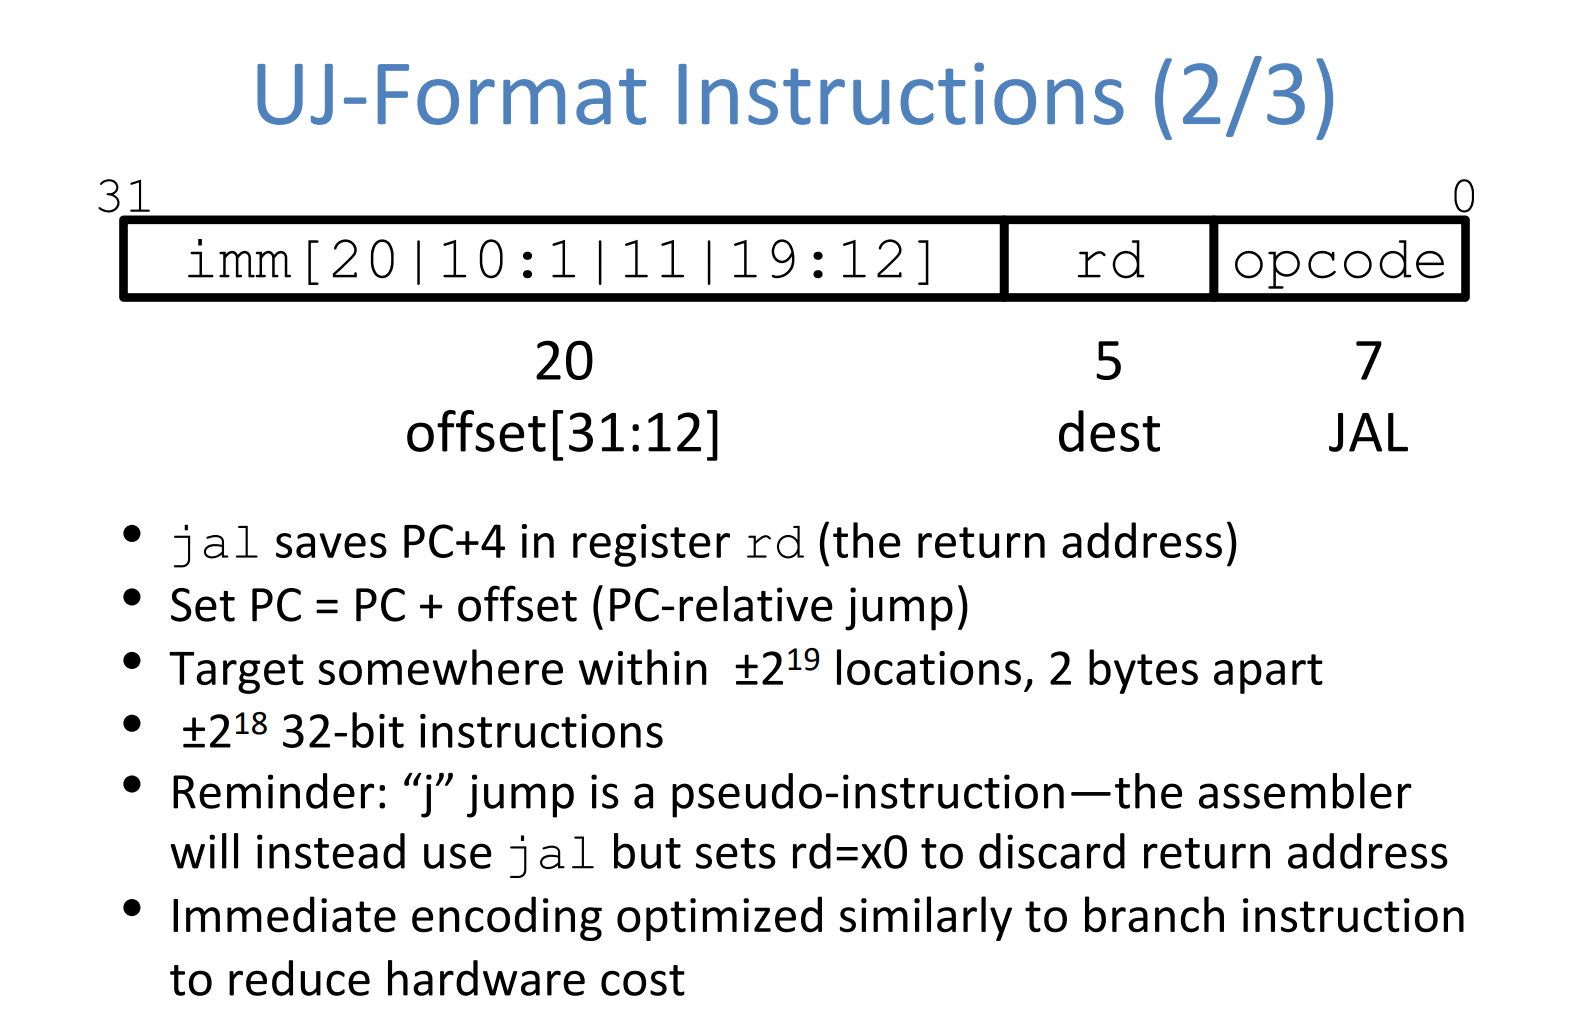 UJ-Format Instructions (2/3)
31 0
imm[20|10:1|11|19:12] rd opcode
20 5 7
offset[31:12] dest JAL
• jal saves PC+4 in register rd (the return address)
• Set PC = PC + offset (PC-relative jump)
• Target somewhere within ±2¹⁹ locations, 2 bytes apart
• ±2¹⁸ 32-bit instructions
• Reminder: “j” jump is a pseudo-instruction—the assembler
will instead use jal but sets rd=x0 to discard return address
• Immediate encoding optimized similarly to branch instruction
to reduce hardware cost